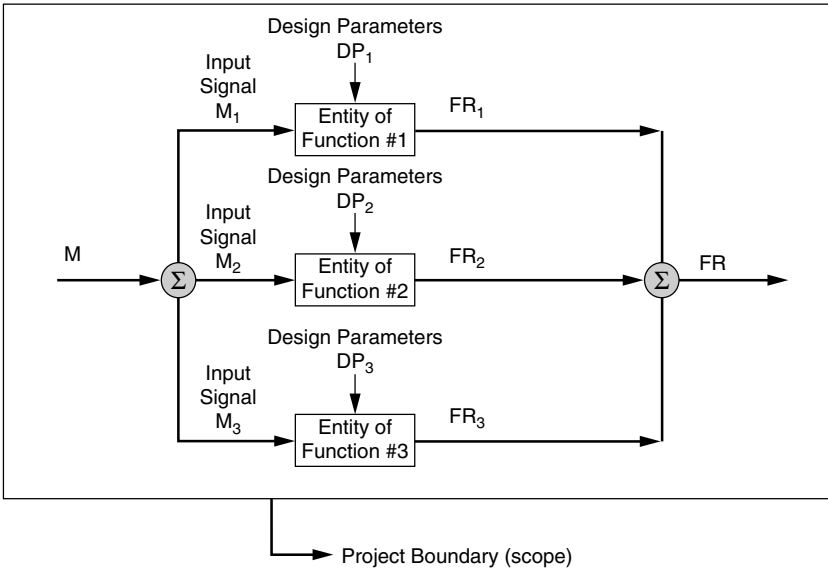 Design Parameters
DP1
Input
Signal
M1
Entity of
Function #1
FR1
Design Parameters
DP2
M
Σ
Input
Signal
M2
Entity of
Function #2
FR2
Σ
FR
Design Parameters
DP3
Input
Signal
M3
Entity of
Function #3
FR3
Project Boundary (scope)